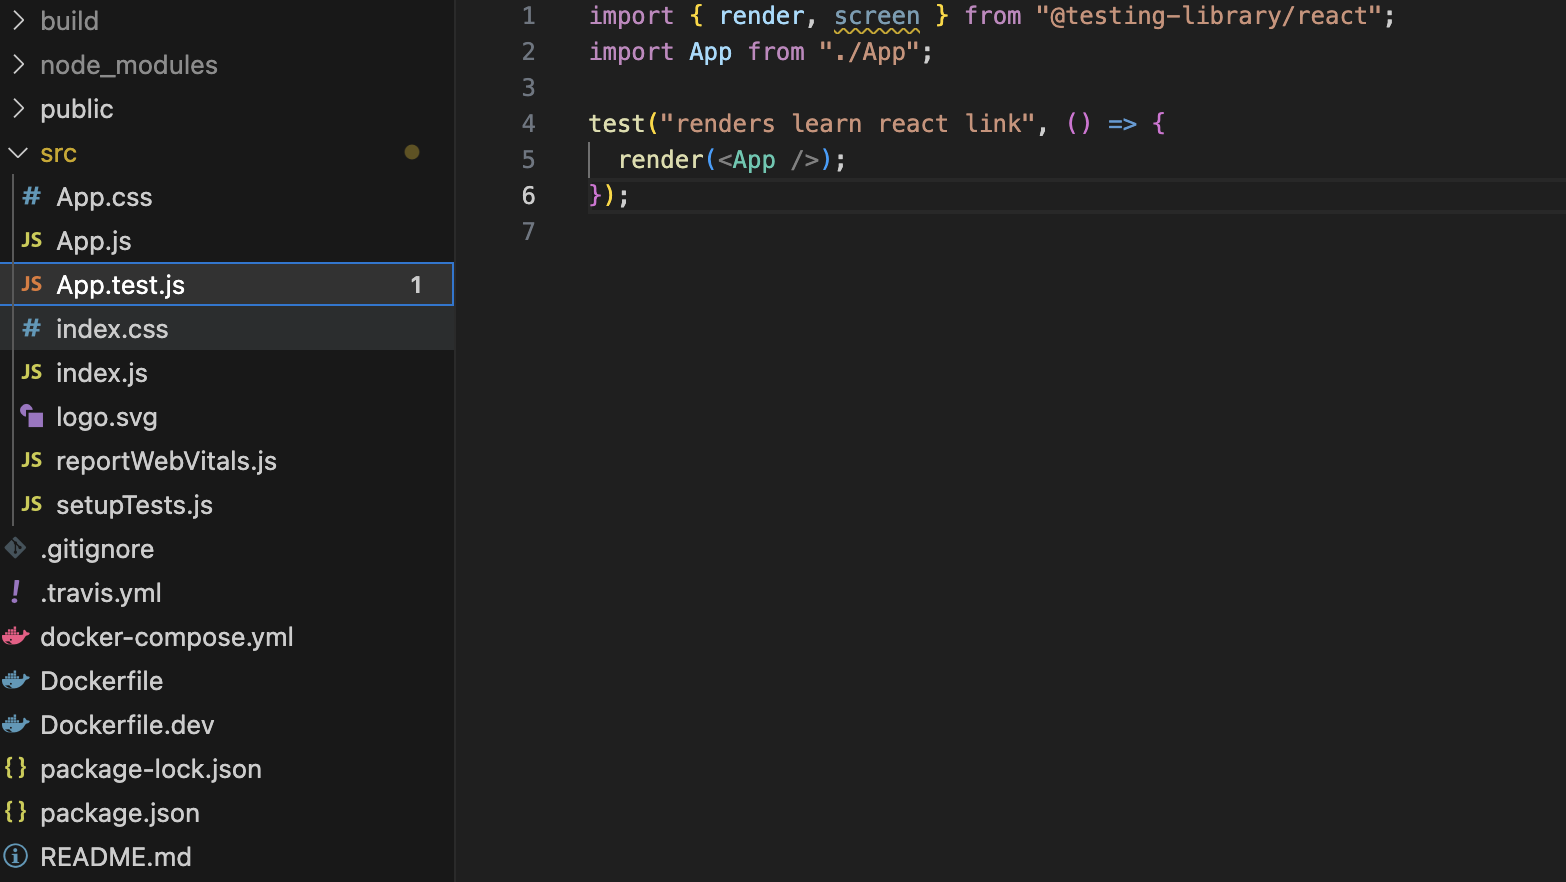 build
node_modules
public
src
# App.css
JS App.js
JS App.test.js 1
# index.css
JS index.js
logo.svg
JS reportWebVitals.js
JS setupTests.js
.gitignore
! .travis.yml
docker-compose.yml
Dockerfile
Dockerfile.dev
{} package-lock.json
{} package.json
README.md
1 import { render, screen } from "@testing-library/react";
2 import App from "./App";
3
4 test("renders learn react link", () => {
5 render(<App />);
6 });
7